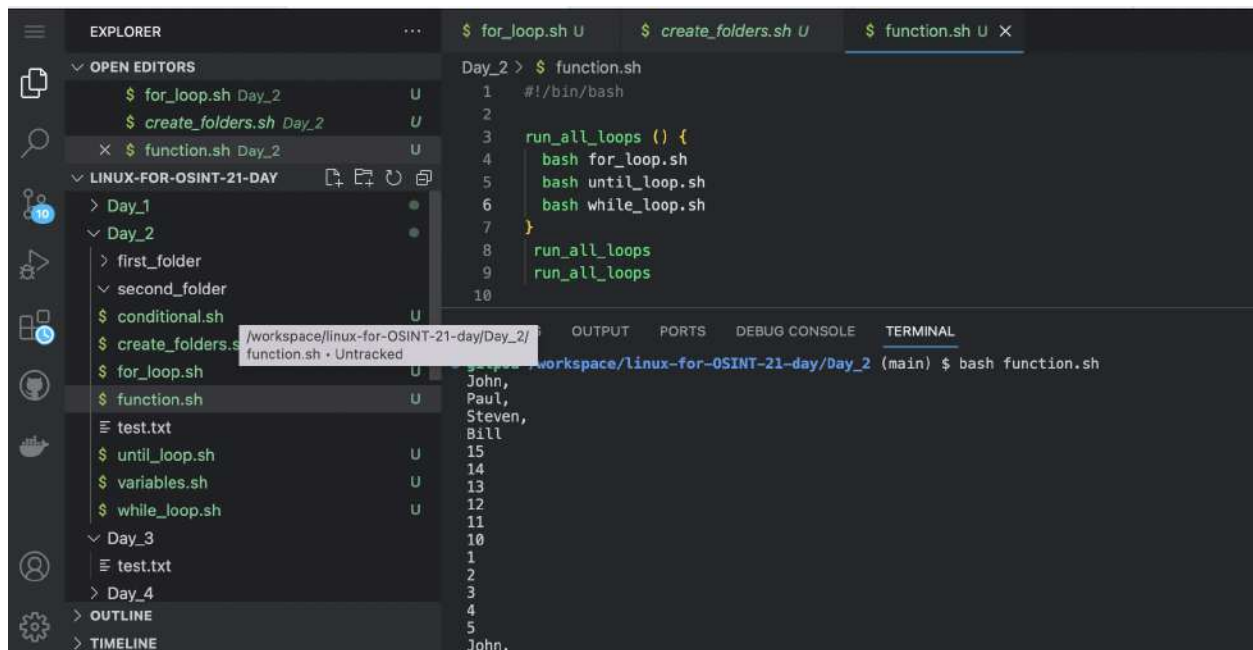 EXPLORER ...
OPEN EDITORS
$ for_loop.sh Day_2 U
$ create_folders.sh Day_2 U
$ function.sh Day_2 U
LINUX-FOR-OSINT-21-DAY
10
Day_1
Day_2
first_folder
second_folder
$ conditional.sh U
$ create_folders.s
/workspace/linux-for-OSINT-21-day/Day_2/
function.sh • Untracked
$ for_loop.sh U
$ function.sh U
test.txt
$ until_loop.sh U
$ variables.sh U
$ while_loop.sh U
Day_3
test.txt
Day_4
OUTLINE
TIMELINE
$ for_loop.sh U $ create_folders.sh U $ function.sh U
Day_2 > $ function.sh
1 #!/bin/bash
2
3 run_all_loops () {
4 bash for_loop.sh
5 bash until_loop.sh
6 bash while_loop.sh
7 }
8 run_all_loops
9 run_all_loops
10
OUTPUT PORTS DEBUG CONSOLE TERMINAL
/workspace/linux-for-OSINT-21-day/Day_2 (main) $ bash function.sh
John,
Paul,
Steven,
Bill
15
14
13
12
11
10
1
2
3
4
5
John,